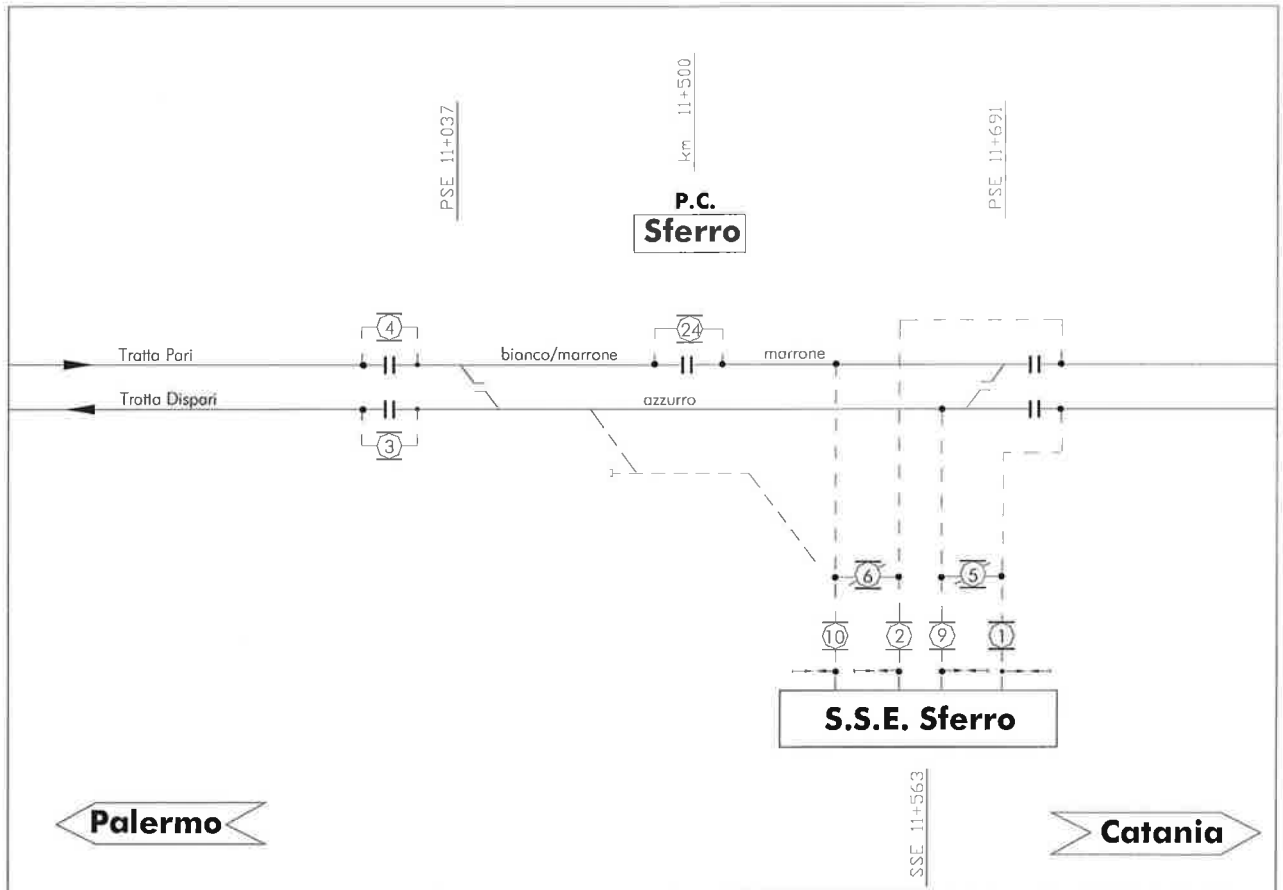 PSE 11+037
km 11+500
PSE 11+691
P.C.
Sferro
4
24
Tratta Pari
bianco/marrone
marrone
Tratta Dispari
azzurro
3
6
5
10
2
9
1
S.S.E. Sferro
SSE 11+563
Palermo
Catania